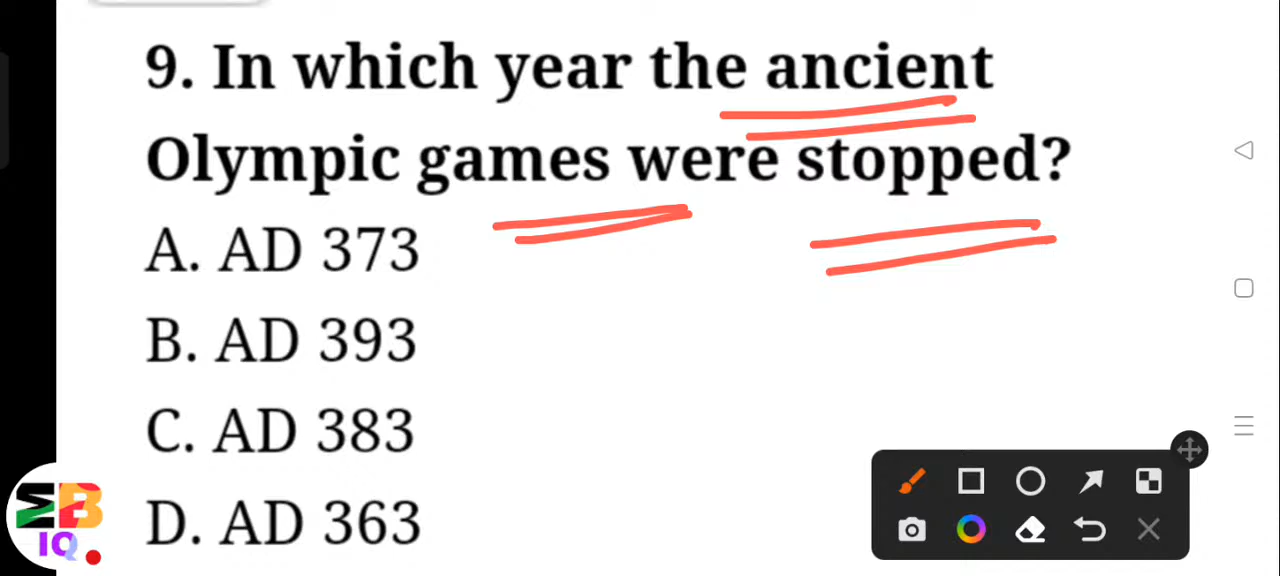 9. In which year the ancient
Olympic games were stopped?
A. AD 373
B. AD 393
C. AD 383
D. AD 363
IQ